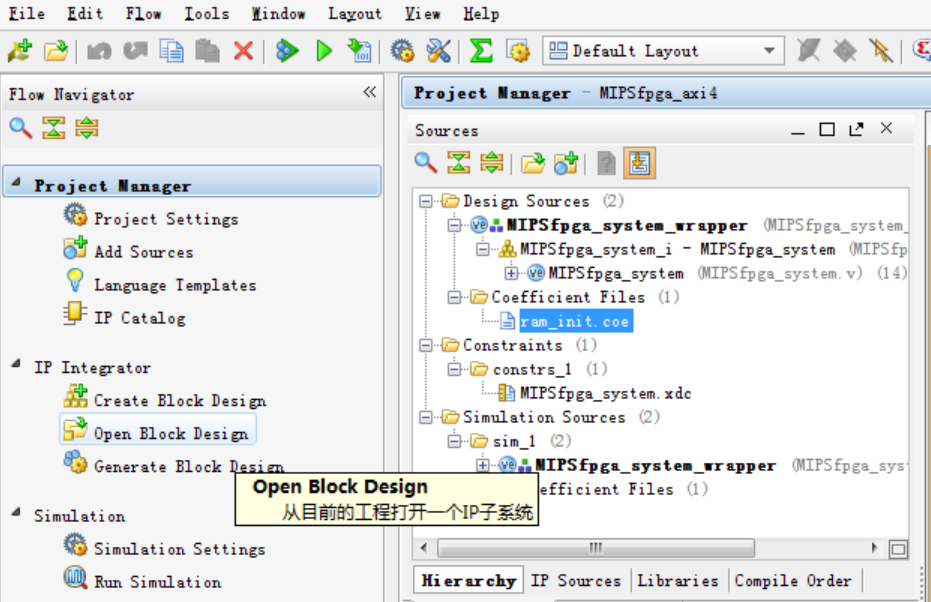 File Edit Flow Tools Window Layout View Help
Default Layout
Flow Navigator
Project Manager
Project Settings
Add Sources
Language Templates
IP Catalog
IP Integrator
Create Block Design
Open Block Design
Generate Block Design
Open Block Design
从目前的工程打开一个IP子系统
Simulation
Simulation Settings
Run Simulation
Project Manager - MIPSfpga_axi4
Sources
Design Sources (2)
MIPSfpga_system_wrapper (MIPSfpga_system_
MIPSfpga_system_i - MIPSfpga_system (MIPSfp
MIPSfpga_system (MIPSfpga_system.v) (14)
Coefficient Files (1)
ram_init.coe
Constraints (1)
constrs_1 (1)
MIPSfpga_system.xdc
Simulation Sources (2)
sim_1 (2)
MIPSfpga_system_wrapper (MIPSfpga_sys
efficient Files (1)
Hierarchy IP Sources Libraries Compile Order